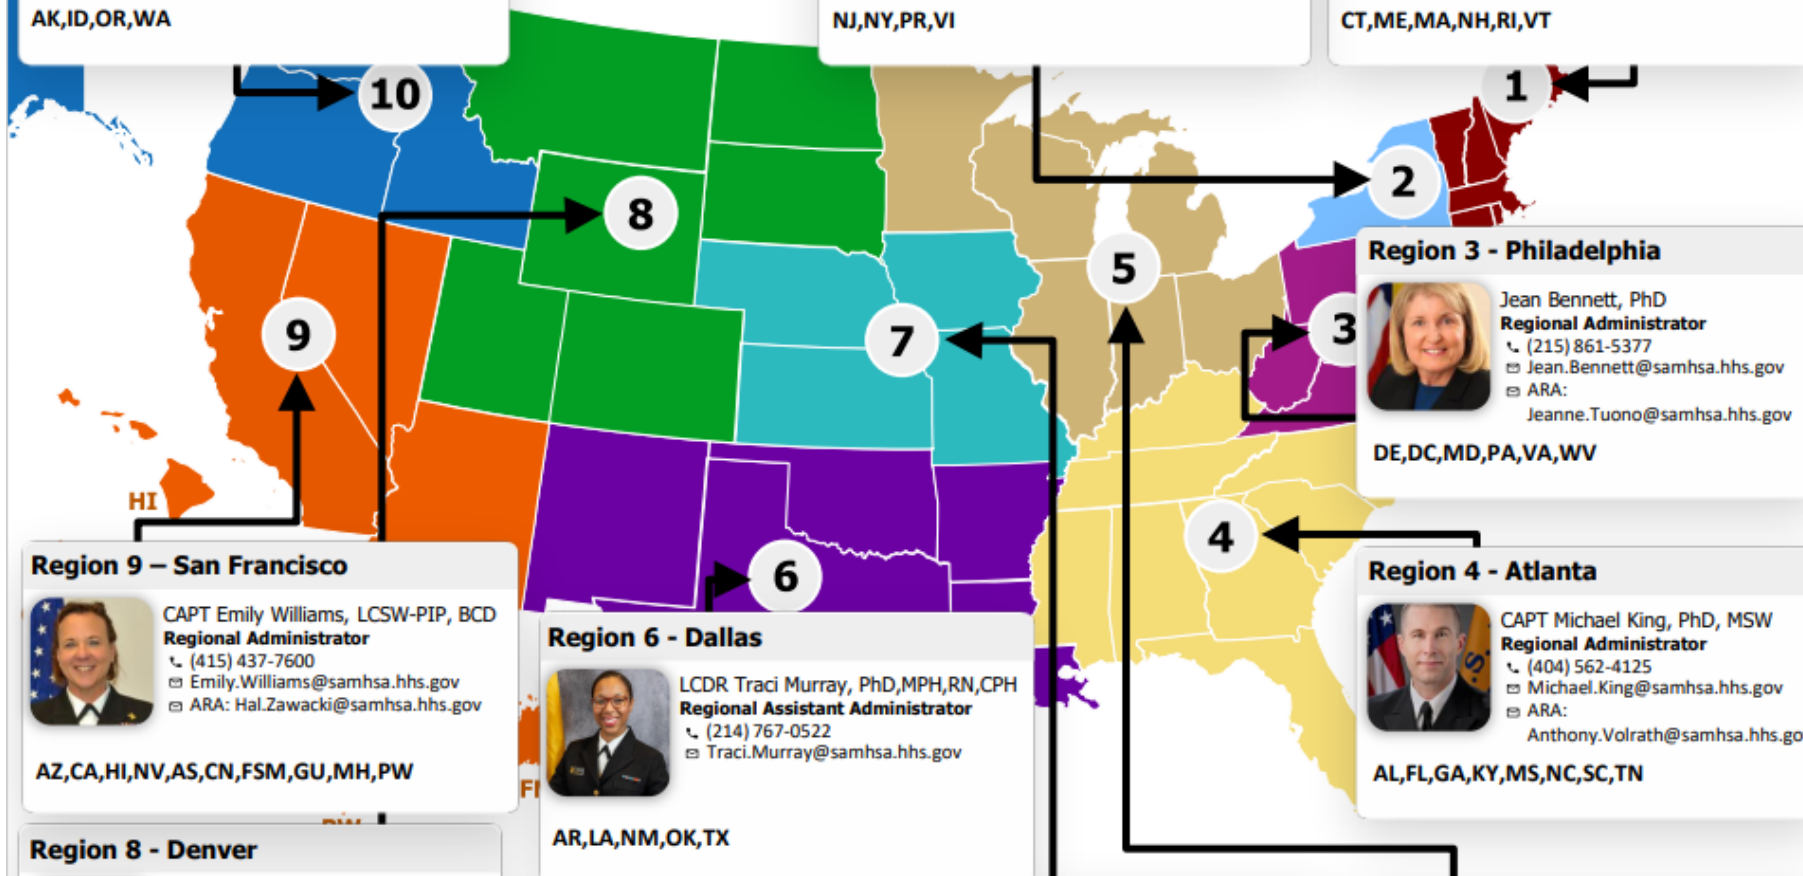 AK,ID,OR,WA
NJ,NY,PR,VI
CT,ME,MA,NH,RI,VT
10
1
2
8
5
9
7
3
Region 3 - Philadelphia
Jean Bennett, PhD
Regional Administrator
(215) 861-5377
Jean.Bennett@samhsa.hhs.gov
ARA:
Jeanne.Tuono@samhsa.hhs.gov
DE,DC,MD,PA,VA,WV
HI
4
6
Region 9 – San Francisco
CAPT Emily Williams, LCSW-PIP, BCD
Regional Administrator
(415) 437-7600
Emily.Williams@samhsa.hhs.gov
ARA: Hal.Zawacki@samhsa.hhs.gov
AZ,CA,HI,NV,AS,CN,FSM,GU,MH,PW
Region 6 - Dallas
LCDR Traci Murray, PhD,MPH,RN,CPH
Regional Assistant Administrator
(214) 767-0522
Traci.Murray@samhsa.hhs.gov
AR,LA,NM,OK,TX
Region 4 - Atlanta
CAPT Michael King, PhD, MSW
Regional Administrator
(404) 562-4125
Michael.King@samhsa.hhs.gov
ARA:
Anthony.Volrath@samhsa.hhs.go
AL,FL,GA,KY,MS,NC,SC,TN
PW
Region 8 - Denver